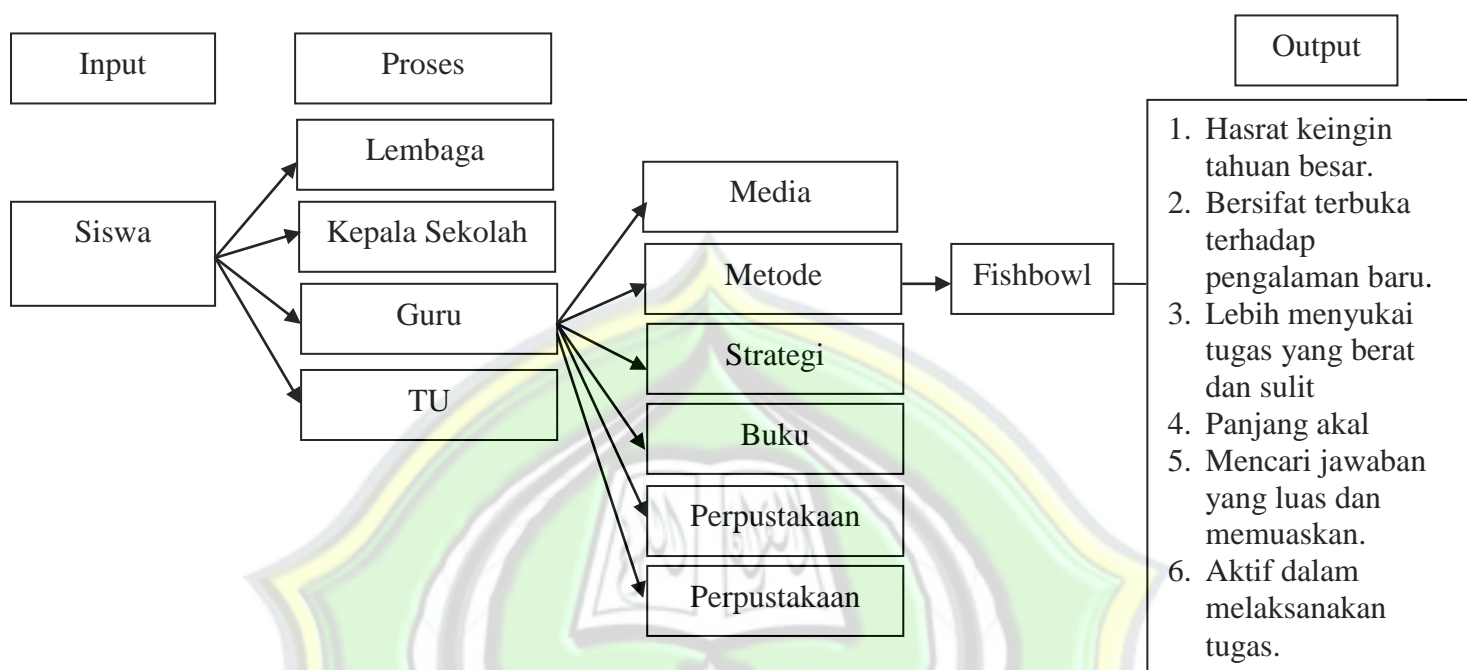 Input
Proses
Output
Siswa
Lembaga
Kepala Sekolah
Guru
TU
Media
Metode
Strategi
Buku
Perpustakaan
Perpustakaan
Fishbowl
1. Hasrat keingin
tahuan besar.
2. Bersifat terbuka
terhadap
pengalaman baru.
3. Lebih menyukai
tugas yang berat
dan sulit
4. Panjang akal
5. Mencari jawaban
yang luas dan
memuaskan.
6. Aktif dalam
melaksanakan
tugas.